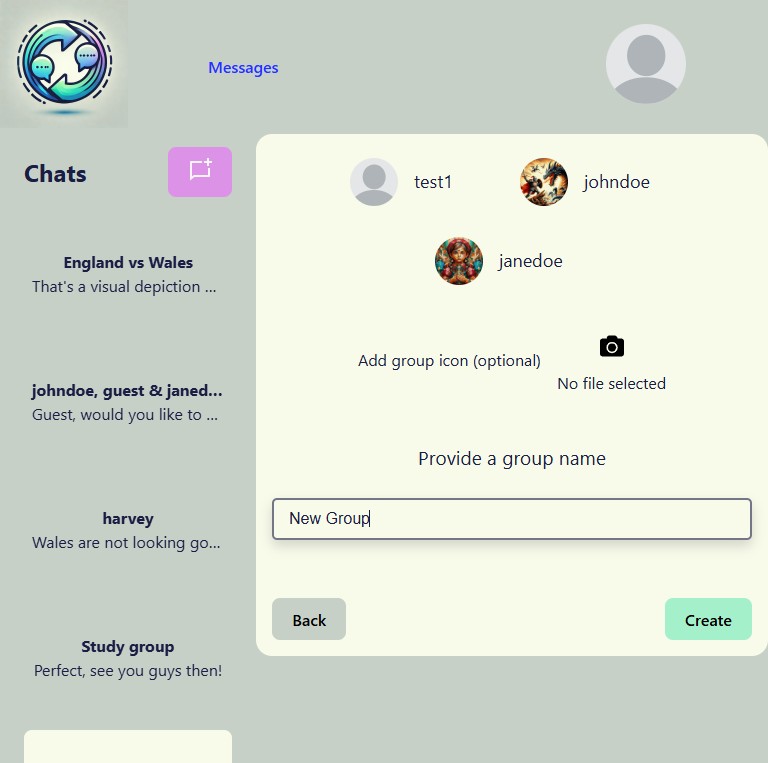 Messages
Chats
England vs Wales
That's a visual depiction ...
johndoe, guest & janed...
Guest, would you like to ...
harvey
Wales are not looking go...
Study group
Perfect, see you guys then!
test1
johndoe
janedoe
Add group icon (optional)
No file selected
Provide a group name
New Group
Back
Create